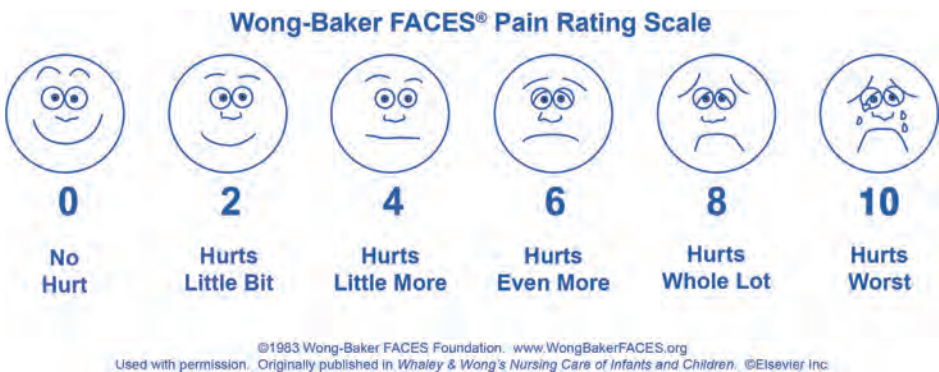 Wong-Baker FACES® Pain Rating Scale
0 2 4 6 8 10
No Hurts Hurts Hurts Hurts Hurts
Hurt Little Bit Little More Even More Whole Lot Worst
©1983 Wong-Baker FACES Foundation. www.WongBakerFACES.org
Used with permission. Originally published in Whaley & Wong's Nursing Care of Infants and Children. ©Elsevier Inc